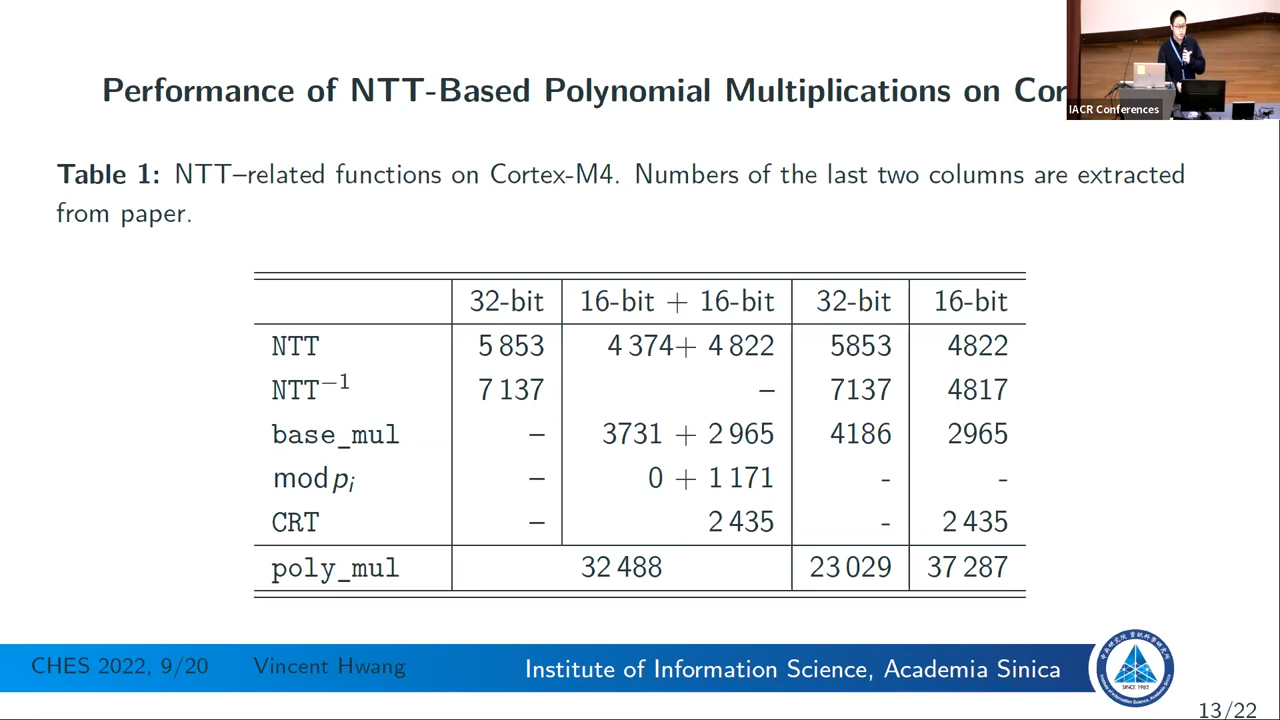 Performance of NTT-Based Polynomial Multiplications on Cor
IACR Conferences
Table 1: NTT–related functions on Cortex-M4. Numbers of the last two columns are extracted
from paper.
32-bit 16-bit + 16-bit 32-bit 16-bit
NTT 5 853 4 374+ 4 822 5853 4822
NTT−1 7 137 – 7137 4817
base_mul – 3731 + 2 965 4186 2965
mod pi – 0 + 1 171 - -
CRT – 2 435 - 2 435
poly_mul 32 488 23 029 37 287
CHES 2022, 9/20 Vincent Hwang Institute of Information Science, Academia Sinica
SINCE 1982
13/22